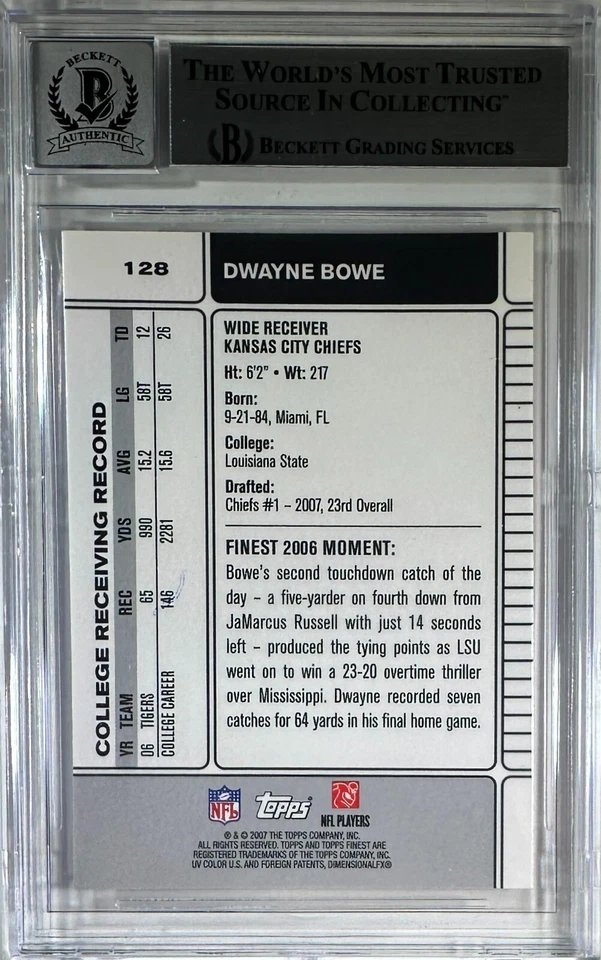 BECKETT
B
AUTHENTIC
THE WORLD'S MOST TRUSTED
SOURCE IN COLLECTING™
B BECKETT GRADING SERVICES
128
DWAYNE BOWE
COLLEGE RECEIVING RECORD
YR TEAM REC YDS AVG LG TD
06 TIGERS 65 990 15.2 58T 12
COLLEGE CAREER 146 2281 15.6 58T 26
WIDE RECEIVER
KANSAS CITY CHIEFS
Ht: 6'2" • Wt: 217
Born:
9-21-84, Miami, FL
College:
Louisiana State
Drafted:
Chiefs #1 – 2007, 23rd Overall
FINEST 2006 MOMENT:
Bowe's second touchdown catch of the
day – a five-yarder on fourth down from
JaMarcus Russell with just 14 seconds
left – produced the tying points as LSU
went on to win a 23-20 overtime thriller
over Mississippi. Dwayne recorded seven
catches for 64 yards in his final home game.
NFL
Topps
NFL PLAYERS
® & © 2007 THE TOPPS COMPANY, INC.
ALL RIGHTS RESERVED. TOPPS AND TOPPS FINEST ARE
REGISTERED TRADEMARKS OF THE TOPPS COMPANY, INC.
UV COLOR U.S. AND FOREIGN PATENTS, DIMENSIONALFX®